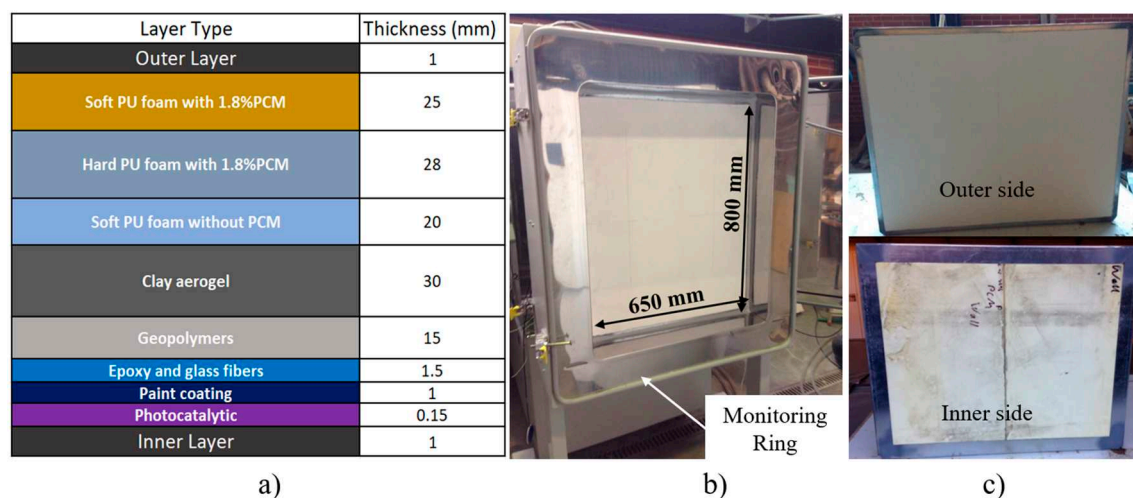 Layer Type Thickness (mm)
Outer Layer 1
Soft PU foam with 1.8%PCM 25
Hard PU foam with 1.8%PCM 28
Soft PU foam without PCM 20
Clay aerogel 30
Geopolymers 15
Epoxy and glass fibers 1.5
Paint coating 1
Photocatalytic 0.15
Inner Layer 1
a)
800 mm
650 mm
Monitoring
Ring
b)
Outer side
Wall
PCM
Wall
Inner side
c)